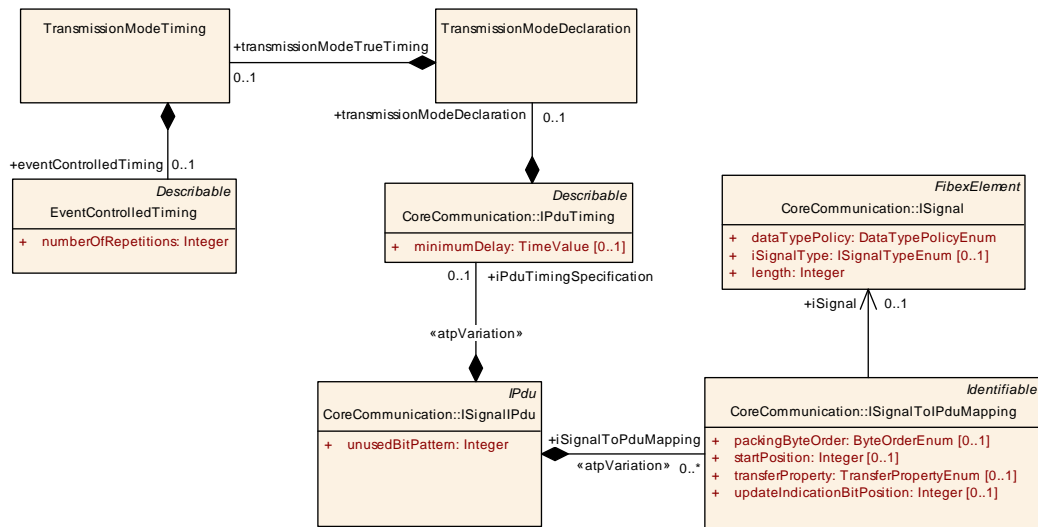 TransmissionModeTiming
TransmissionModeDeclaration
+transmissionModeTrueTiming
0..1
+transmissionModeDeclaration
0..1
+eventControlledTiming
0..1
Describable
EventControlledTiming
+ numberOfRepetitions: Integer
Describable
CoreCommunication::IPduTiming
+ minimumDelay: TimeValue [0..1]
FibexElement
CoreCommunication::ISignal
+ dataTypePolicy: DataTypePolicyEnum
+ iSignalType: ISignalTypeEnum [0..1]
+ length: Integer
0..1
+iPduTimingSpecification
+iSignal
0..1
«atpVariation»
IPdu
CoreCommunication::ISignalIPdu
+ unusedBitPattern: Integer
+iSignalToPduMapping
«atpVariation»
0..*
Identifiable
CoreCommunication::ISignalToIPduMapping
+ packingByteOrder: ByteOrderEnum [0..1]
+ startPosition: Integer [0..1]
+ transferProperty: TransferPropertyEnum [0..1]
+ updateIndicationBitPosition: Integer [0..1]